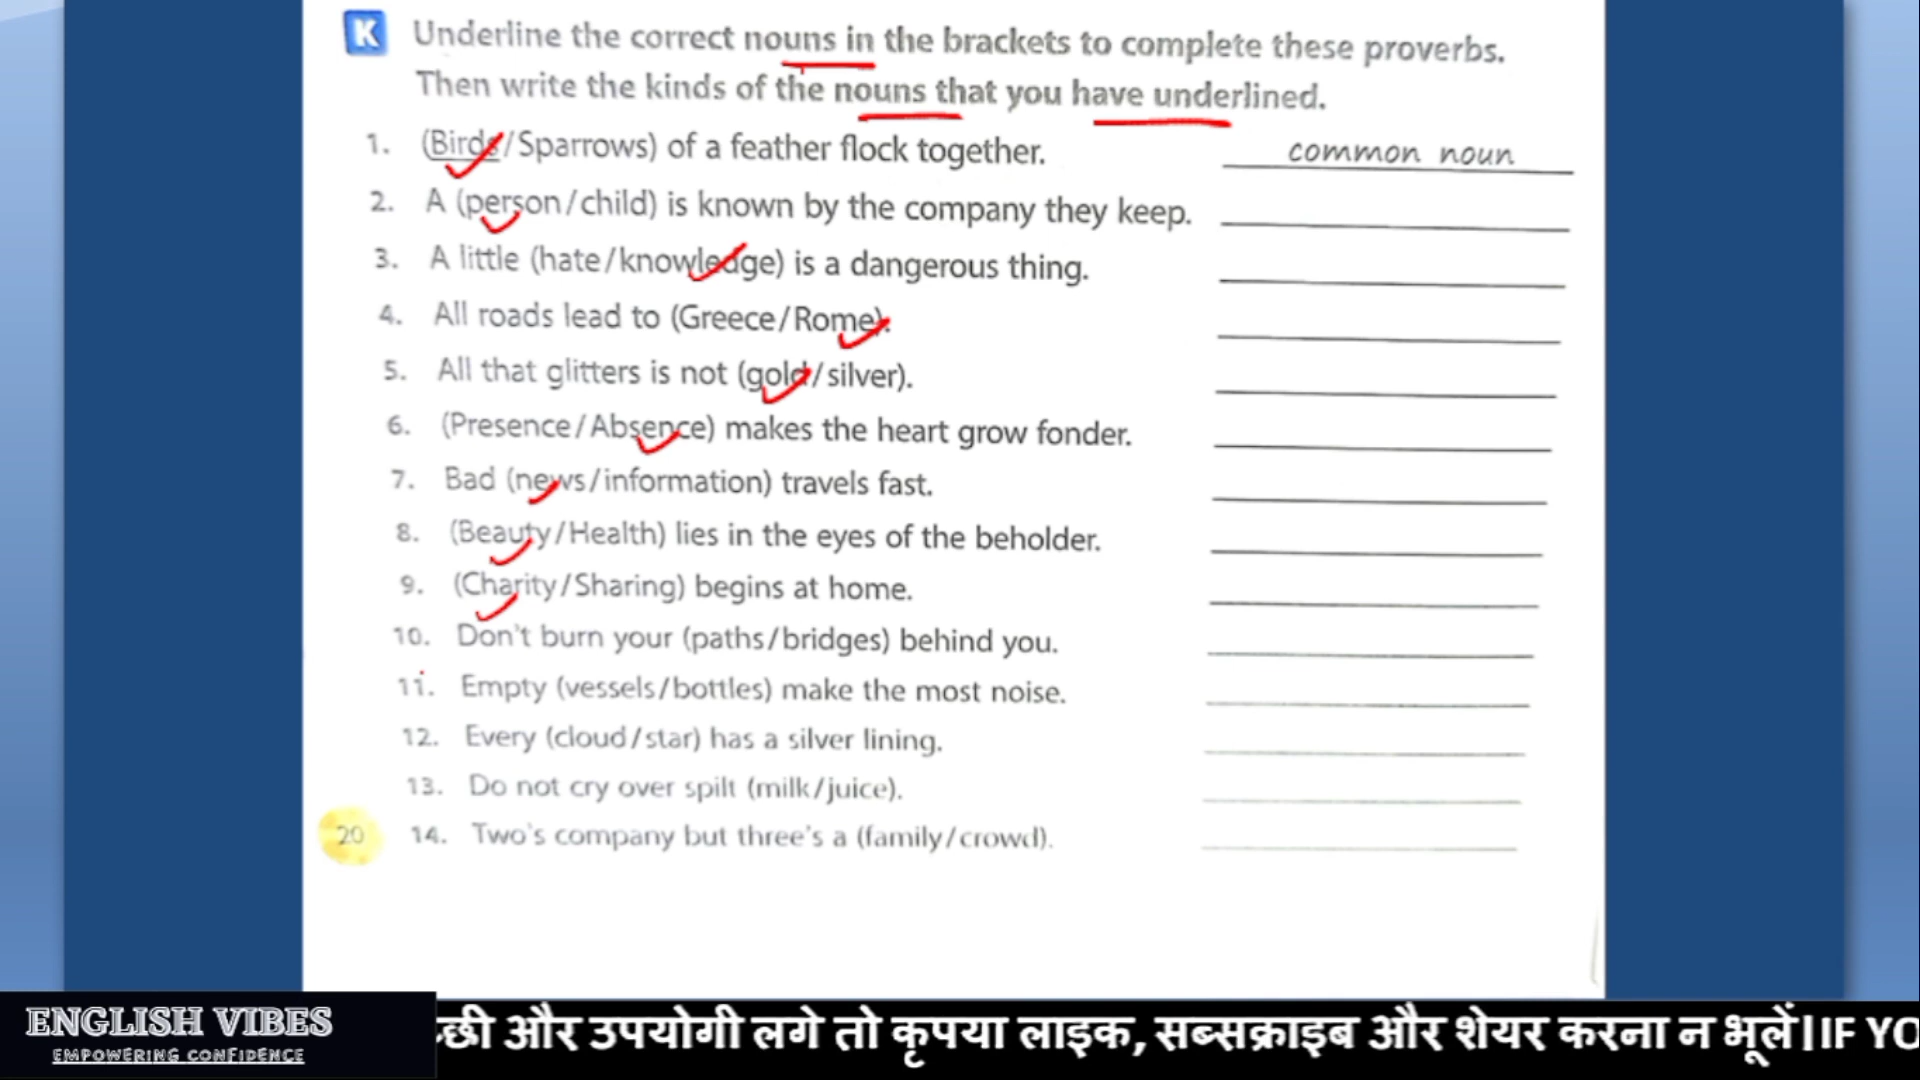 K Underline the correct nouns in the brackets to complete these proverbs.
Then write the kinds of the nouns that you have underlined.
1. (Birds/Sparrows) of a feather flock together. common noun
2. A (person/child) is known by the company they keep.
3. A little (hate/knowledge) is a dangerous thing.
4. All roads lead to (Greece/Rome).
5. All that glitters is not (gold/silver).
6. (Presence/Absence) makes the heart grow fonder.
7. Bad (news/information) travels fast.
8. (Beauty/Health) lies in the eyes of the beholder.
9. (Charity/Sharing) begins at home.
10. Don't burn your (paths/bridges) behind you.
11. Empty (vessels/bottles) make the most noise.
12. Every (cloud/star) has a silver lining.
13. Do not cry over spilt (milk/juice).
20 14. Two's company but three's a (family/crowd).
ENGLISH VIBES
EMPOWERING CONFIDENCE
और उपयोगी लगे तो कृपया लाइक, सब्सक्राइब और शेयर करना न भूलें|IF